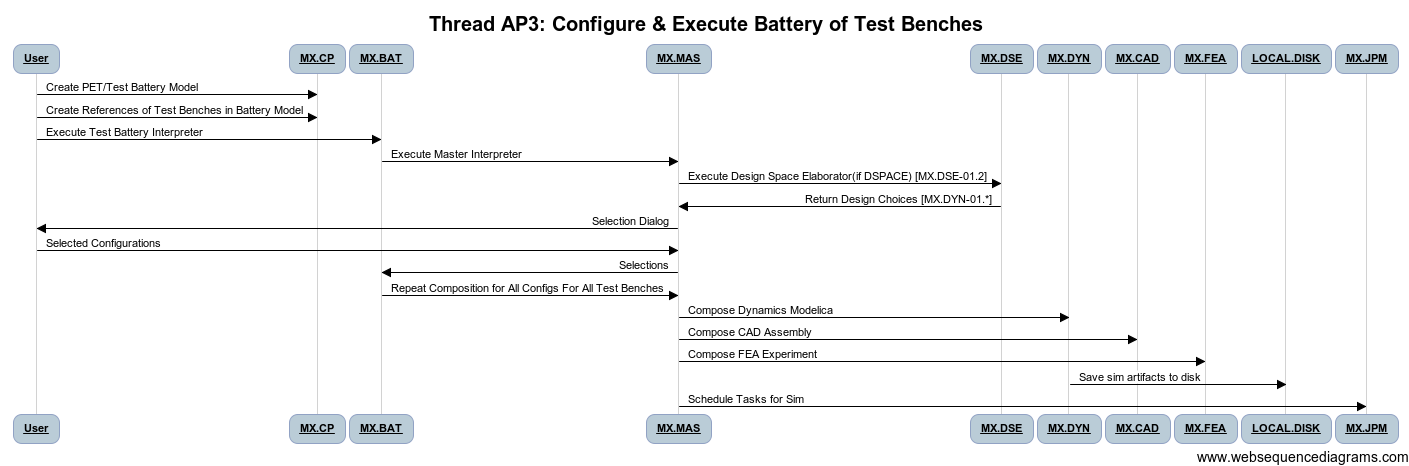 Thread AP3: Configure & Execute Battery of Test Benches
User MX.CP MX.BAT MX.MAS MX.DSE MX.DYN MX.CAD MX.FEA LOCAL.DISK MX.JPM
Create PET/Test Battery Model
Create References of Test Benches in Battery Model
Execute Test Battery Interpreter
Execute Master Interpreter
Execute Design Space Elaborator(if DSPACE) [MX.DSE-01.2]
Return Design Choices [MX.DYN-01.*]
Selection Dialog
Selected Configurations
Selections
Repeat Composition for All Configs For All Test Benches
Compose Dynamics Modelica
Compose CAD Assembly
Compose FEA Experiment
Save sim artifacts to disk
Schedule Tasks for Sim
User MX.CP MX.BAT MX.MAS MX.DSE MX.DYN MX.CAD MX.FEA LOCAL.DISK MX.JPM
www.websequencediagrams.com